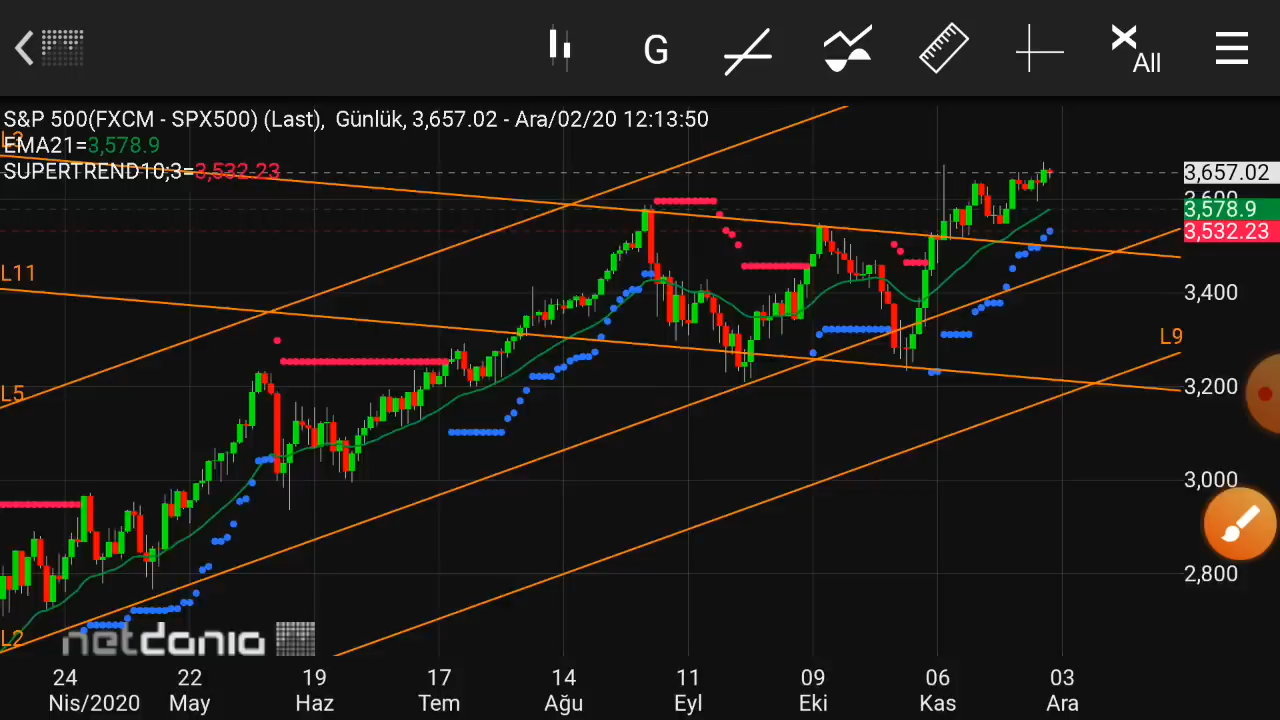 G
All
S&P 500(FXCM - SPX500) (Last), Günlük, 3,657.02 - Ara/02/20 12:13:50
EMA21=3,578.9
SUPERTREND10;3=3,532.23
3,657.02
3,600
3,578.9
3,532.23
L11
3,400
L9
3,200
L5
3,000
2,800
L2
netdania
24 22 19 17 14 11 09 06 03
Nis/2020 May Haz Tem Ağu Eyl Eki Kas Ara